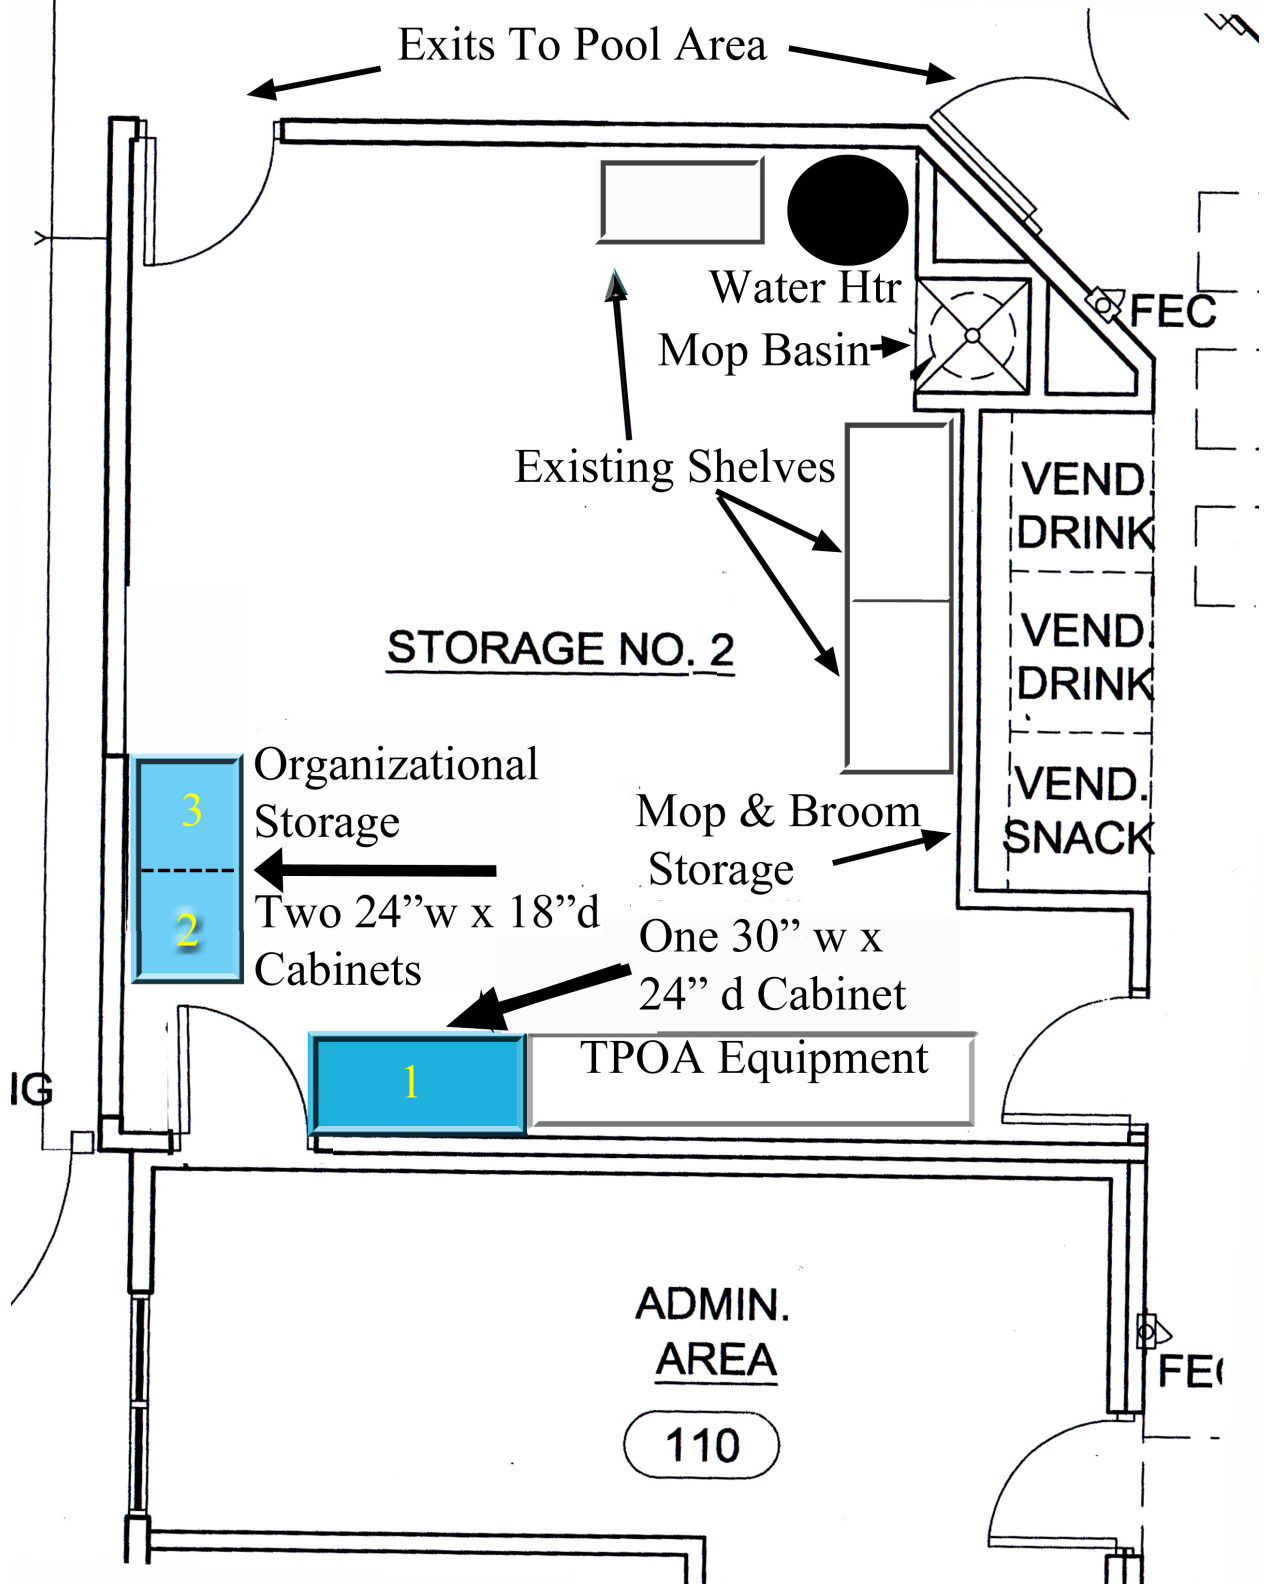 Exits To Pool Area
Water Htr
FEC
Mop Basin
Existing Shelves
VEND.
DRINK
STORAGE NO. 2
VEND.
DRINK
Organizational
Storage
3
Mop & Broom
Storage
VEND.
SNACK
Two 24”w x 18”d
Cabinets
2
One 30” w x
24” d Cabinet
TPOA Equipment
1
IG
ADMIN.
AREA
110
FE